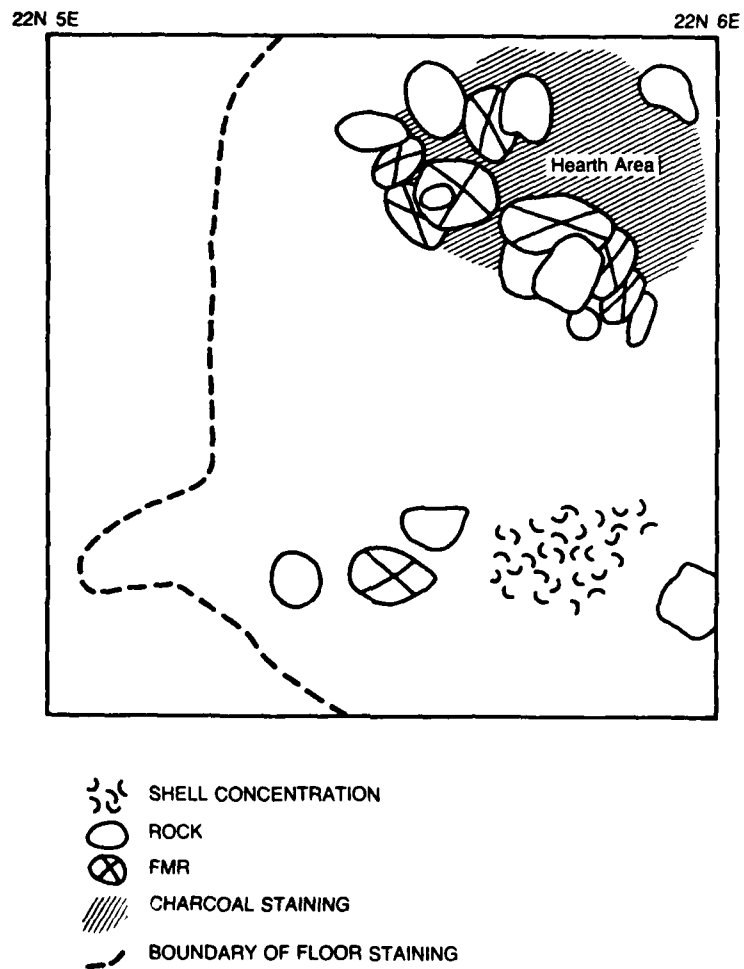 22N 5E
22N 6E
Hearth Area
SHELL CONCENTRATION
ROCK
FMR
CHARCOAL STAINING
BOUNDARY OF FLOOR STAINING